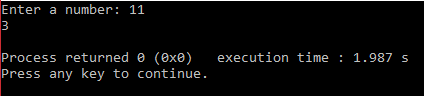 Enter a number: 11
3
Process returned 0 (0x0)   execution time : 1.987 s
Press any key to continue.